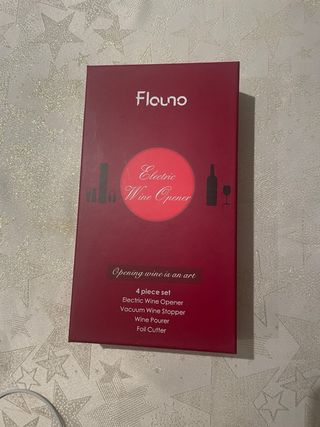 Flouno
Electric
Wine Opener
Opening wine is an art
4 piece set
Electric Wine Opener
Vacuum Wine Stopper
Wine Pourer
Foil Cutter